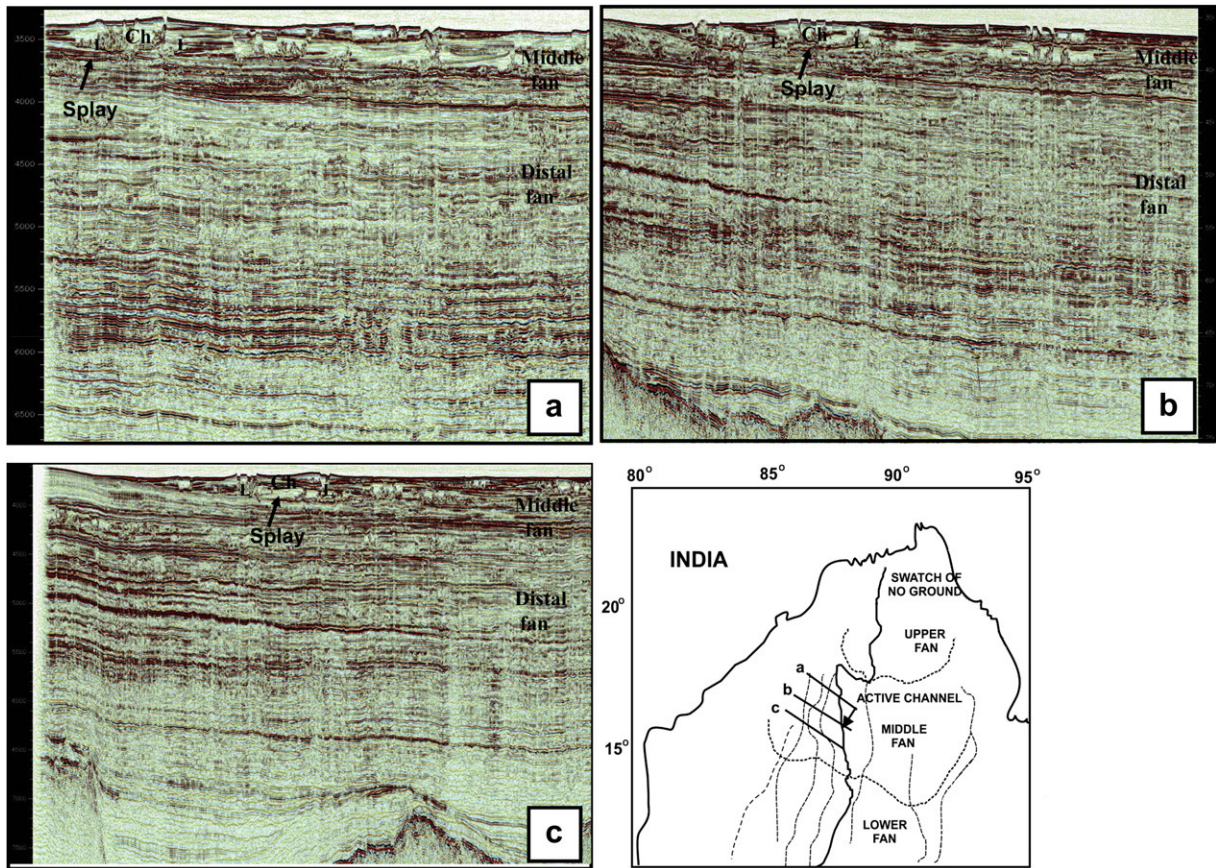 Ch
L
L
Splay
Middle
fan
Distal
fan
3500
4000
4500
5000
5500
6000
6500
a
L
Ch
L
Splay
Middle
fan
Distal
fan
b
L
Ch
L
Splay
Middle
fan
Distal
fan
c
80°
85°
90°
95°
INDIA
20°
15°
SWATCH OF
NO GROUND
UPPER
FAN
a
b
c
ACTIVE CHANNEL
MIDDLE
FAN
LOWER
FAN